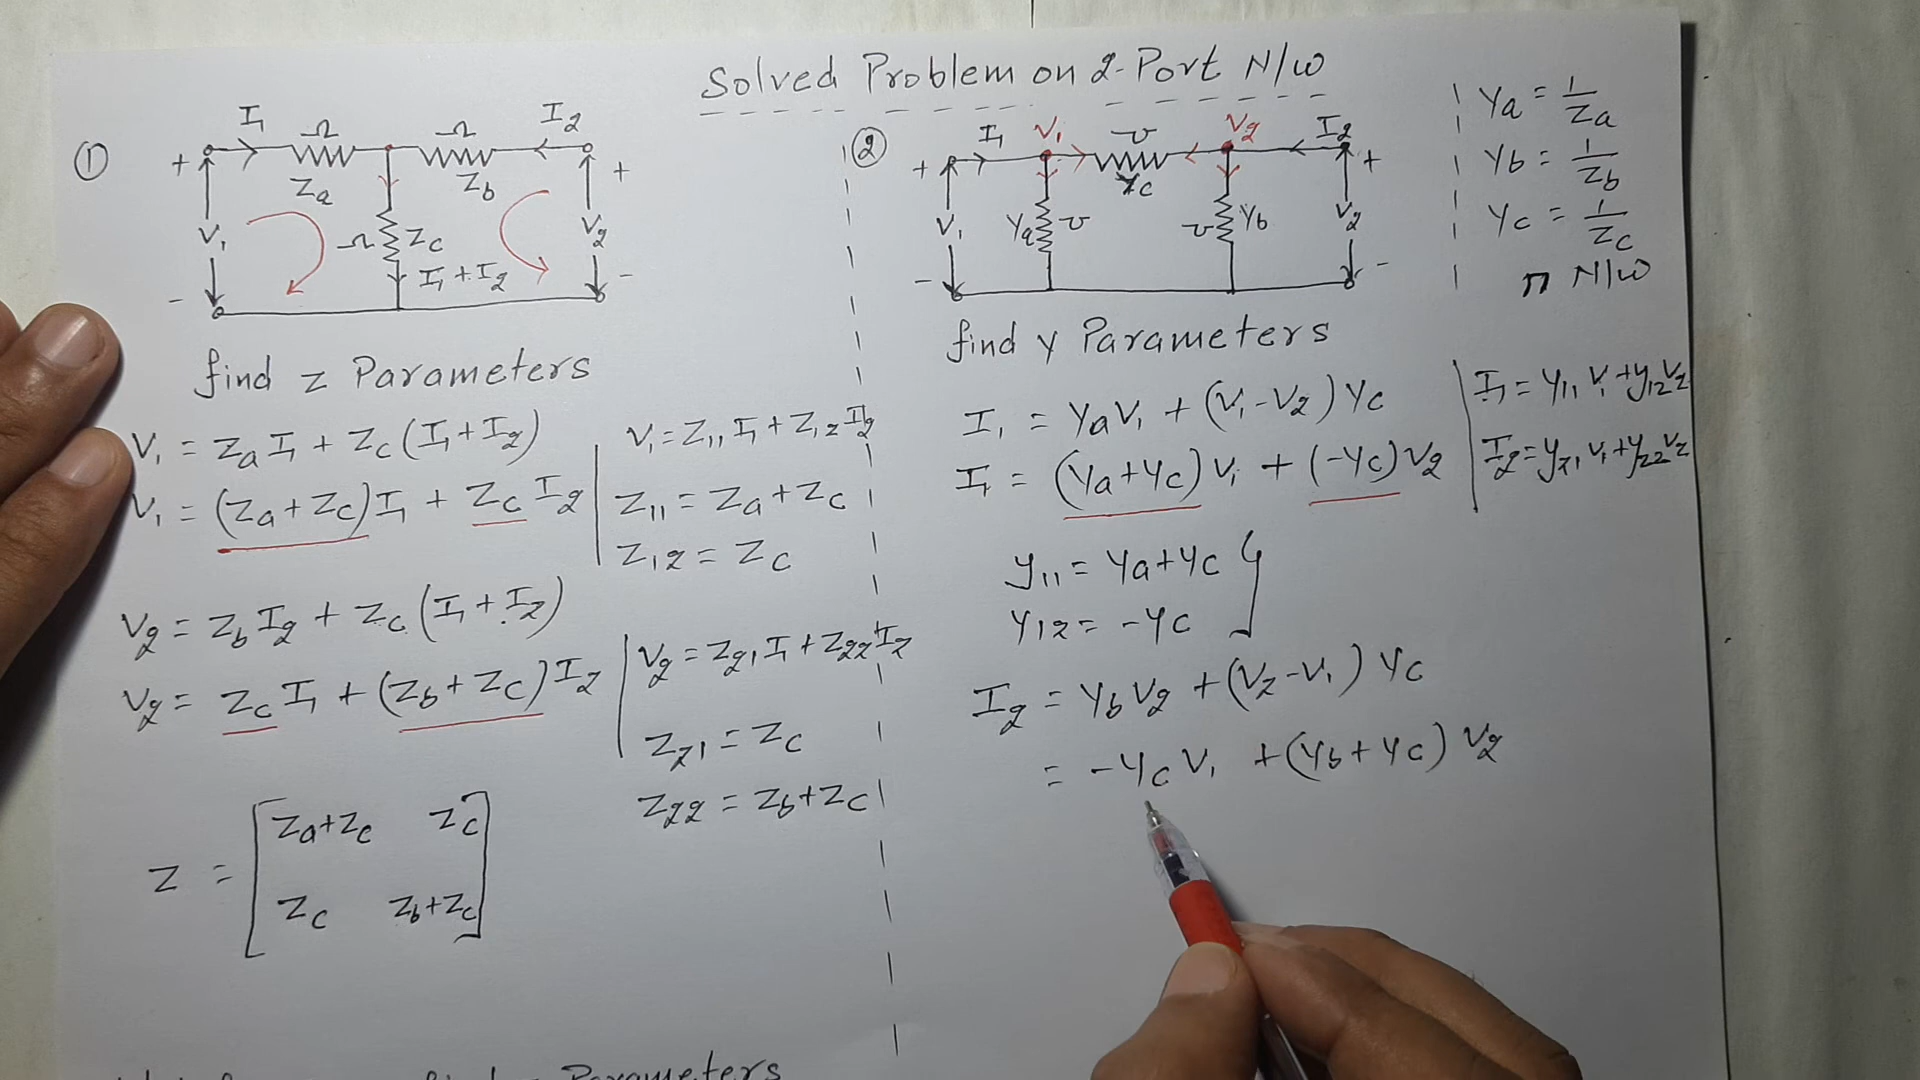 Solved Problem on 2-Port N/W
①
I₁ Ω Ω I₂
+ Za Zb +
V₁ Ω Zc V₂
I₁ + I₂
- -
find z Parameters
V₁ = Za I₁ + Zc (I₁ + I₂)
V₁ = (Za + Zc) I₁ + Zc I₂
V₁ = Z₁₁ I₁ + Z₁₂ I₂
Z₁₁ = Za + Zc
Z₁₂ = Zc
V₂ = Zb I₂ + Zc (I₁ + I₂)
V₂ = Zc I₁ + (Zb + Zc) I₂
V₂ = Z₂₁ I₁ + Z₂₂ I₂
Z₂₁ = Zc
Z₂₂ = Zb + Zc
Z = [
Za+Zc Zc
Zc Zb+Zc
]
②
I₁ V₁ ℧ V₂ I₂
+ Yc +
V₁ Ya ℧ ℧ Yb V₂
- -
Ya = 1/Za
Yb = 1/Zb
Yc = 1/Zc
π N/W
find y Parameters
I₁ = Ya V₁ + (V₁ - V₂) Yc
I₁ = (Ya + Yc) V₁ + (-Yc) V₂
I₁ = Y₁₁ V₁ + Y₁₂ V₂
I₂ = Y₂₁ V₁ + Y₂₂ V₂
Y₁₁ = Ya + Yc
Y₁₂ = -Yc
I₂ = Yb V₂ + (V₂ - V₁) Yc
= -Yc V₁ + (Yb + Yc) V₂
Parameters